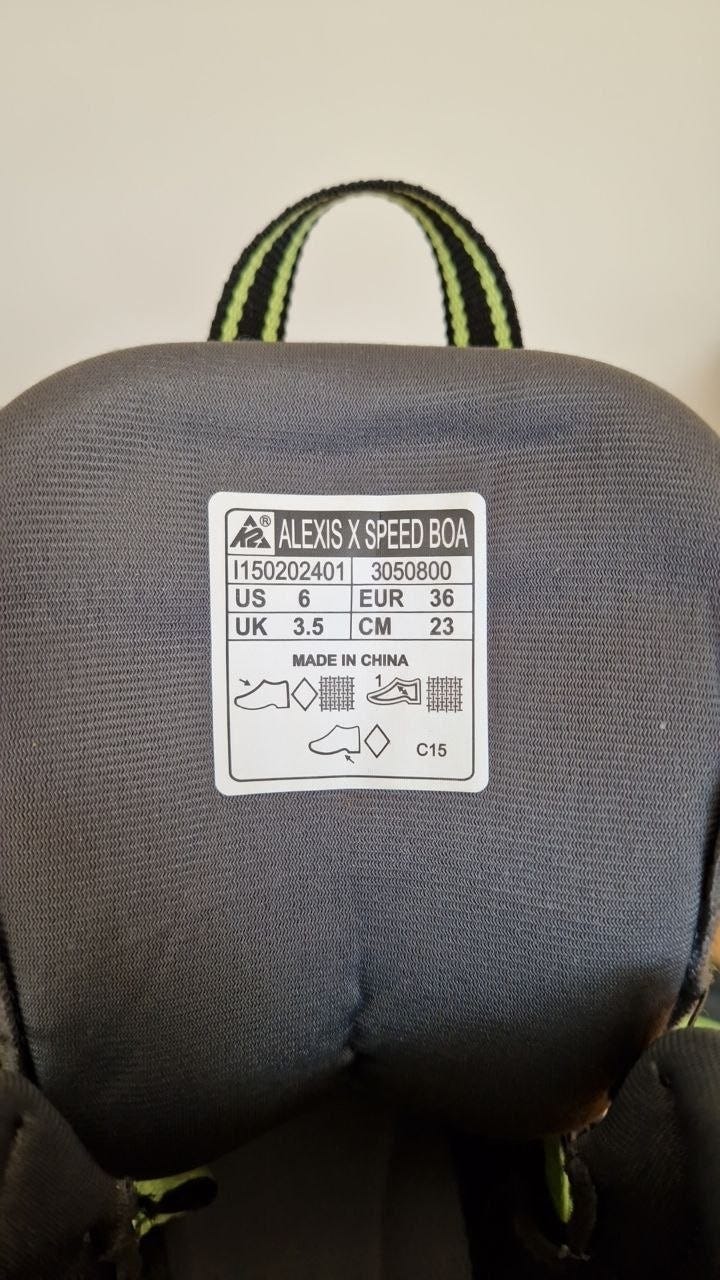 K2® ALEXIS X SPEED BOA
I150202401 3050800
US 6 EUR 36
UK 3.5 CM 23
MADE IN CHINA
1
C15